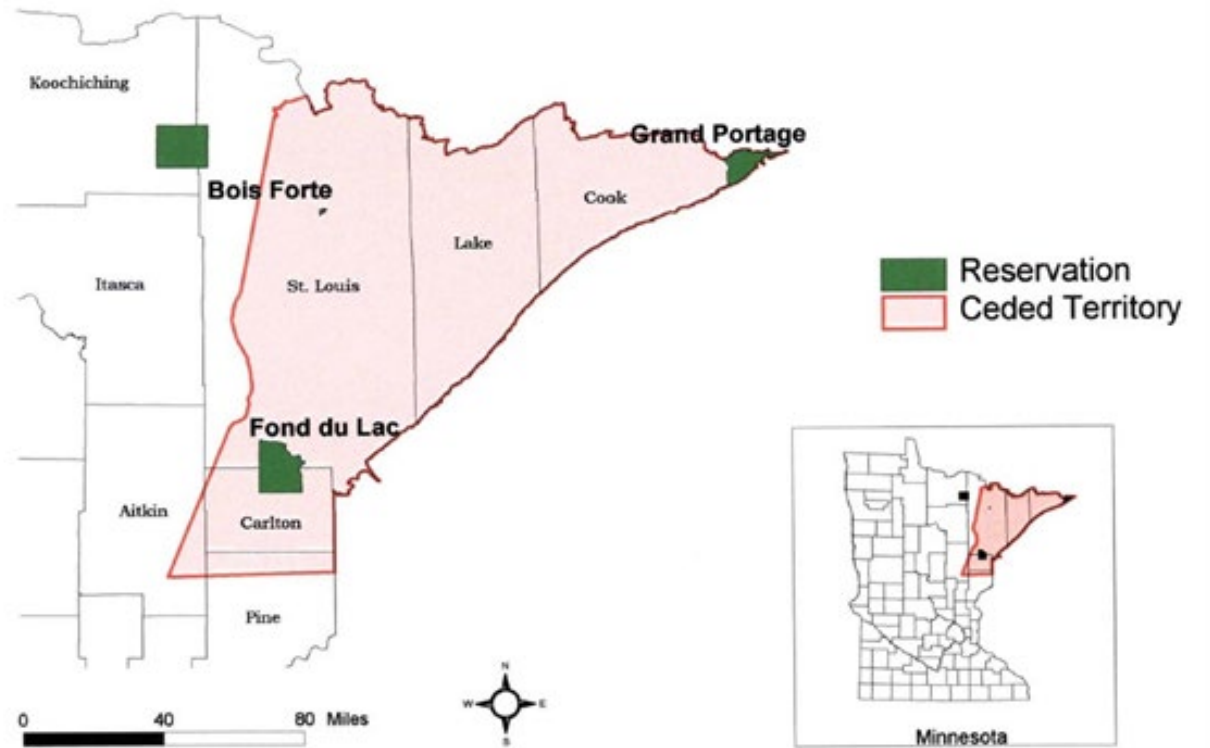 Koochiching
Grand Portage
Bois Forte
Cook
Lake
Itasca
St. Louis
Reservation
Ceded Territory
Fond du Lac
Aitkin
Carlton
Pine
N
W
E
S
0 40 80 Miles
Minnesota